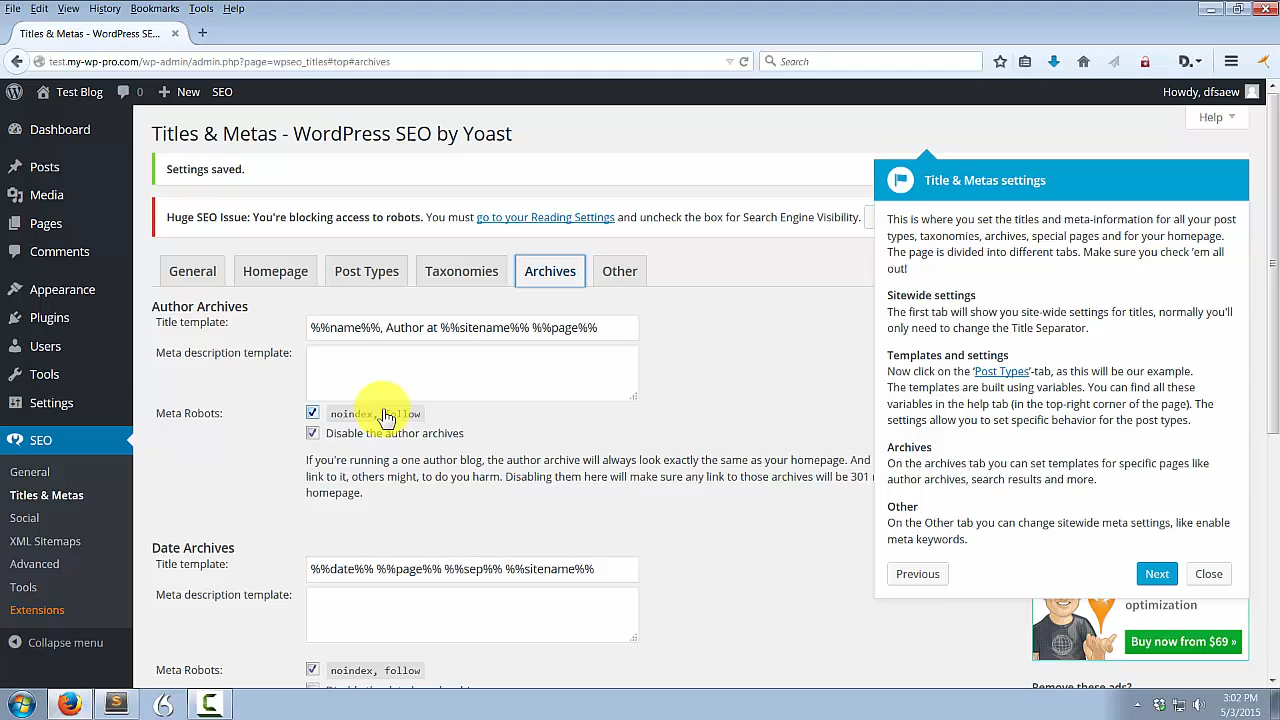 File Edit View History Bookmarks Tools Help
Titles & Metas - WordPress SEO...
test.my-wp-pro.com/wp-admin/admin.php?page=wpseo_titles#top#archives
Search
Test Blog 0 New SEO
Howdy, dfsaew
Dashboard
Posts
Media
Pages
Comments
Appearance
Plugins
Users
Tools
Settings
SEO
General
Titles & Metas
Social
XML Sitemaps
Advanced
Tools
Extensions
Collapse menu
Help
Titles & Metas - WordPress SEO by Yoast
Settings saved.
Huge SEO Issue: You're blocking access to robots. You must go to your Reading Settings and uncheck the box for Search Engine Visibility.
General Homepage Post Types Taxonomies Archives Other
Author Archives
Title template: %%name%%, Author at %%sitename%% %%page%%
Meta description template:
Meta Robots: noindex, follow
Disable the author archives
If you're running a one author blog, the author archive will always look exactly the same as your homepage. And
link to it, others might, to do you harm. Disabling them here will make sure any link to those archives will be 301
homepage.
Date Archives
Title template: %%date%% %%page%% %%sep%% %%sitename%%
Meta description template:
Meta Robots: noindex, follow
Title & Metas settings
This is where you set the titles and meta-information for all your post
types, taxonomies, archives, special pages and for your homepage.
The page is divided into different tabs. Make sure you check 'em all
out!
Sitewide settings
The first tab will show you site-wide settings for titles, normally you'll
only need to change the Title Separator.
Templates and settings
Now click on the 'Post Types'-tab, as this will be our example.
The templates are built using variables. You can find all these
variables in the help tab (in the top-right corner of the page). The
settings allow you to set specific behavior for the post types.
Archives
On the archives tab you can set templates for specific pages like
author archives, search results and more.
Other
On the Other tab you can change sitewide meta settings, like enable
meta keywords.
Previous Next Close
optimization
Buy now from $69 »
Remove these ads?
3:02 PM
5/3/2015